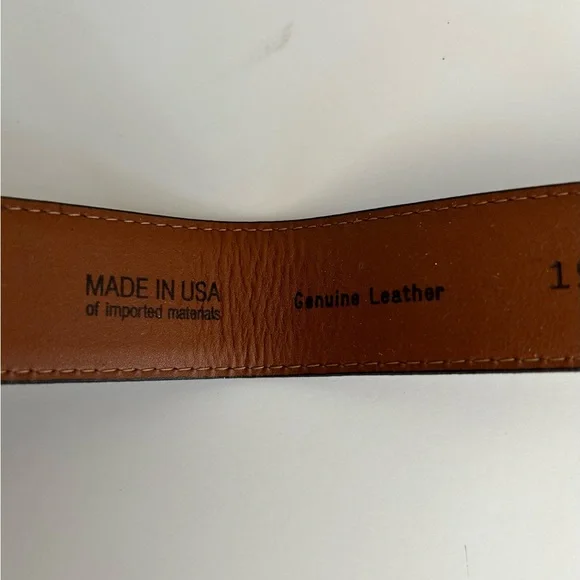 MADE IN USA
of imported materials
Genuine Leather